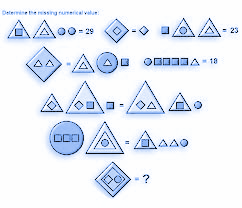 Determine the missing numerical value:
= 29 = = 23
= = 18
=
=
= ?